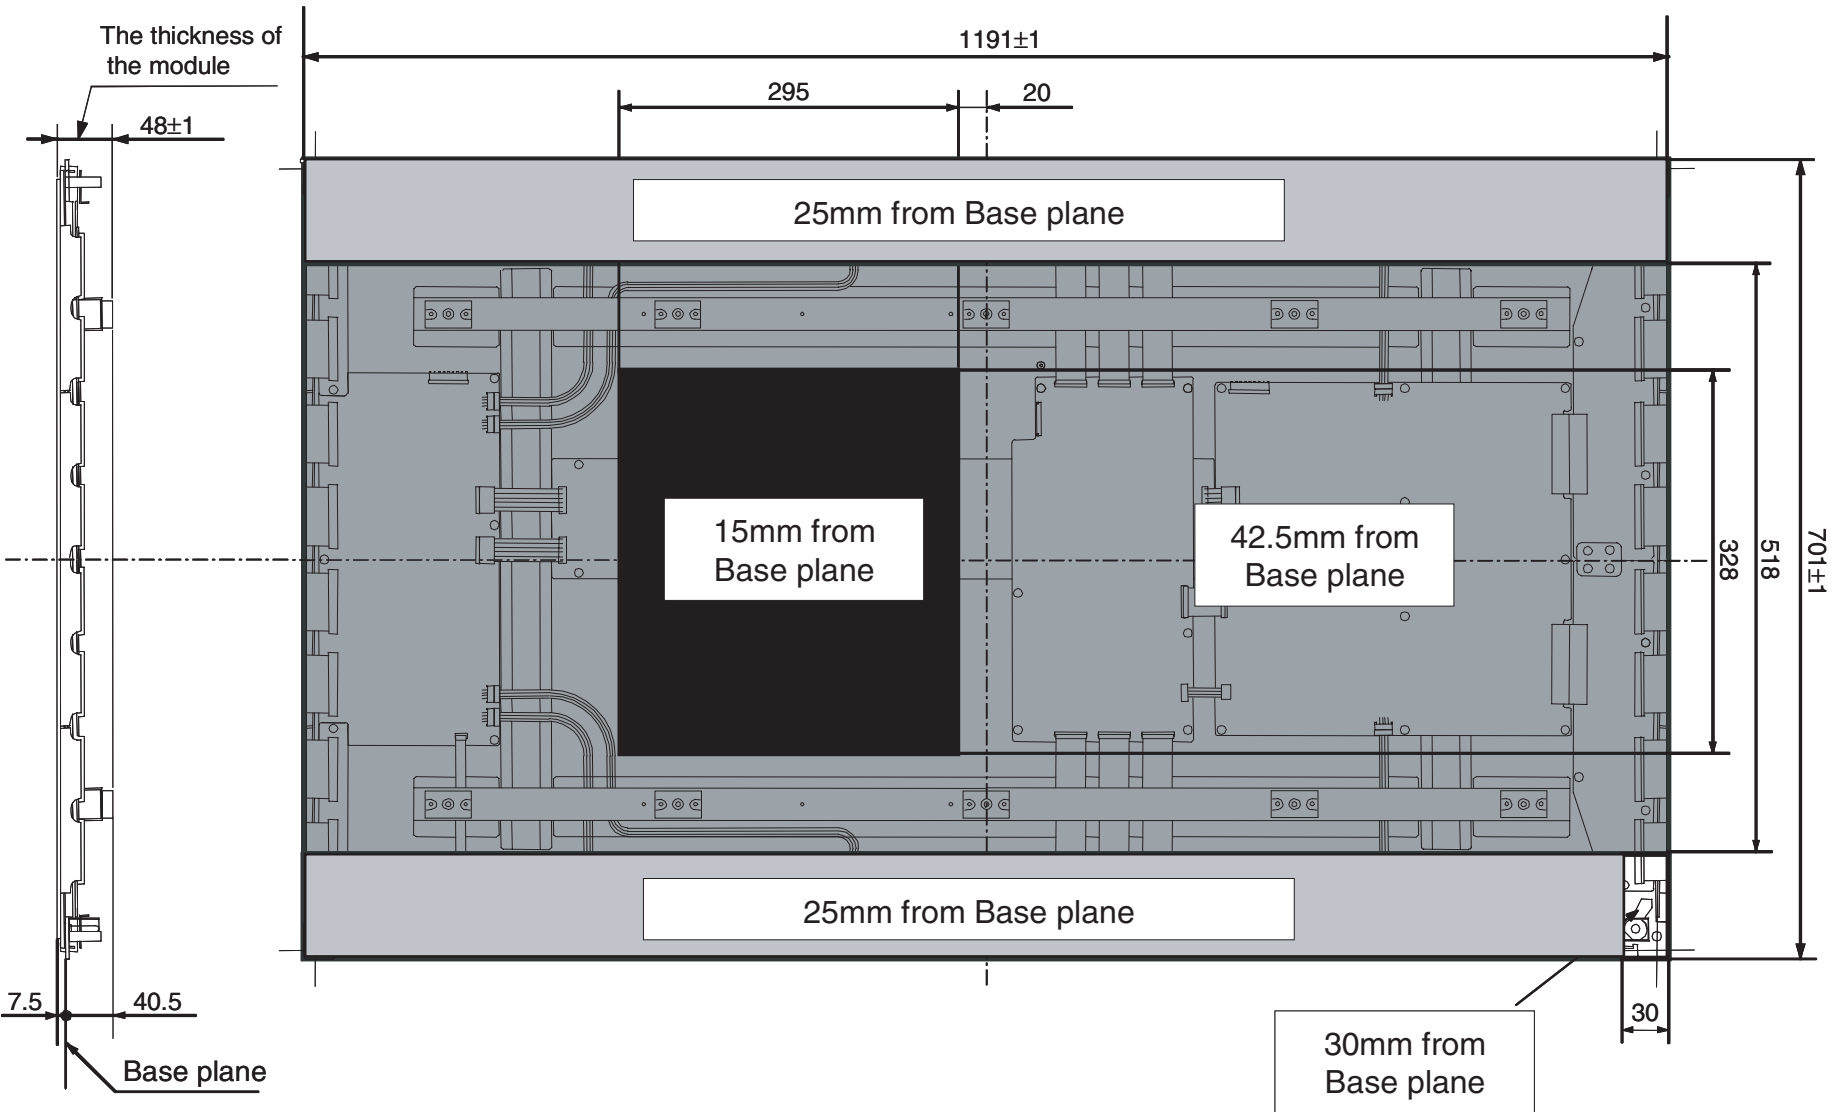 The thickness of
the module
1191±1
295
20
48±1
25mm from Base plane
15mm from
Base plane
42.5mm from
Base plane
328
518
701±1
25mm from Base plane
7.5
40.5
30
Base plane
30mm from
Base plane